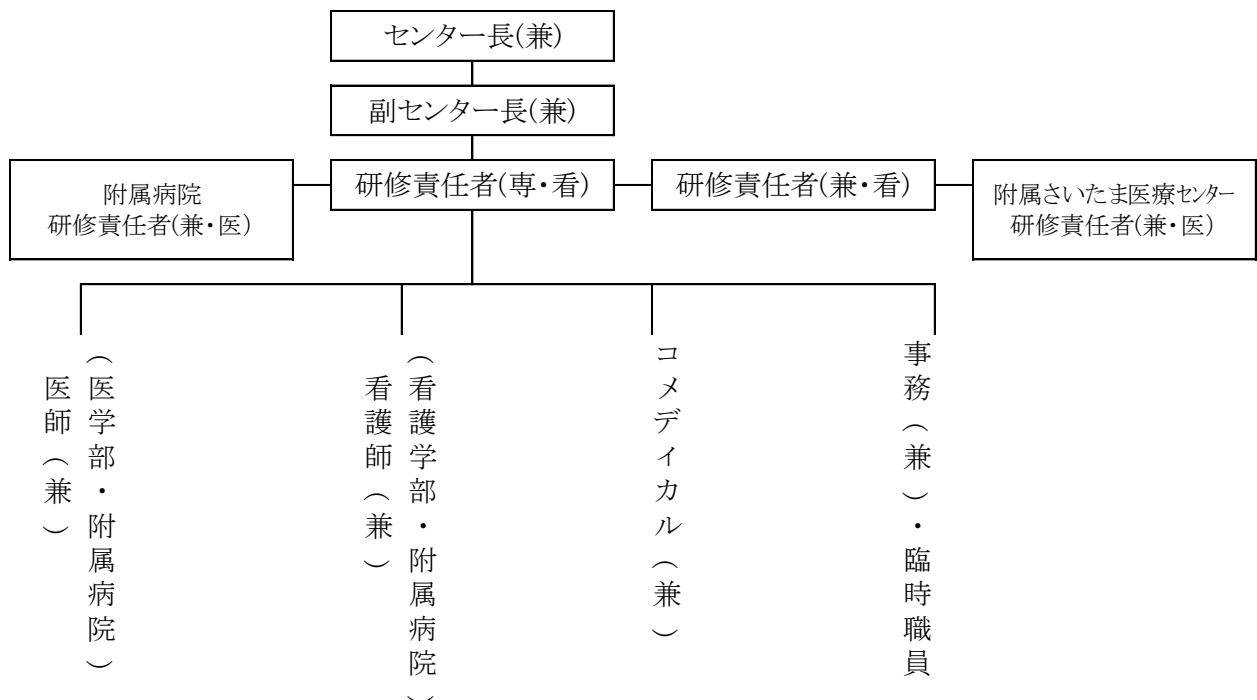 センター長(兼)
副センター長(兼)
附属病院
研修責任者(兼・医)
研修責任者(専・看)
研修責任者(兼・看)
附属さいたま医療センター
研修責任者(兼・医)
(医学部・附属病院)
医師(兼)
(看護学部・附属病院)
看護師(兼)
コメディカル(兼)
事務(兼)・臨時職員